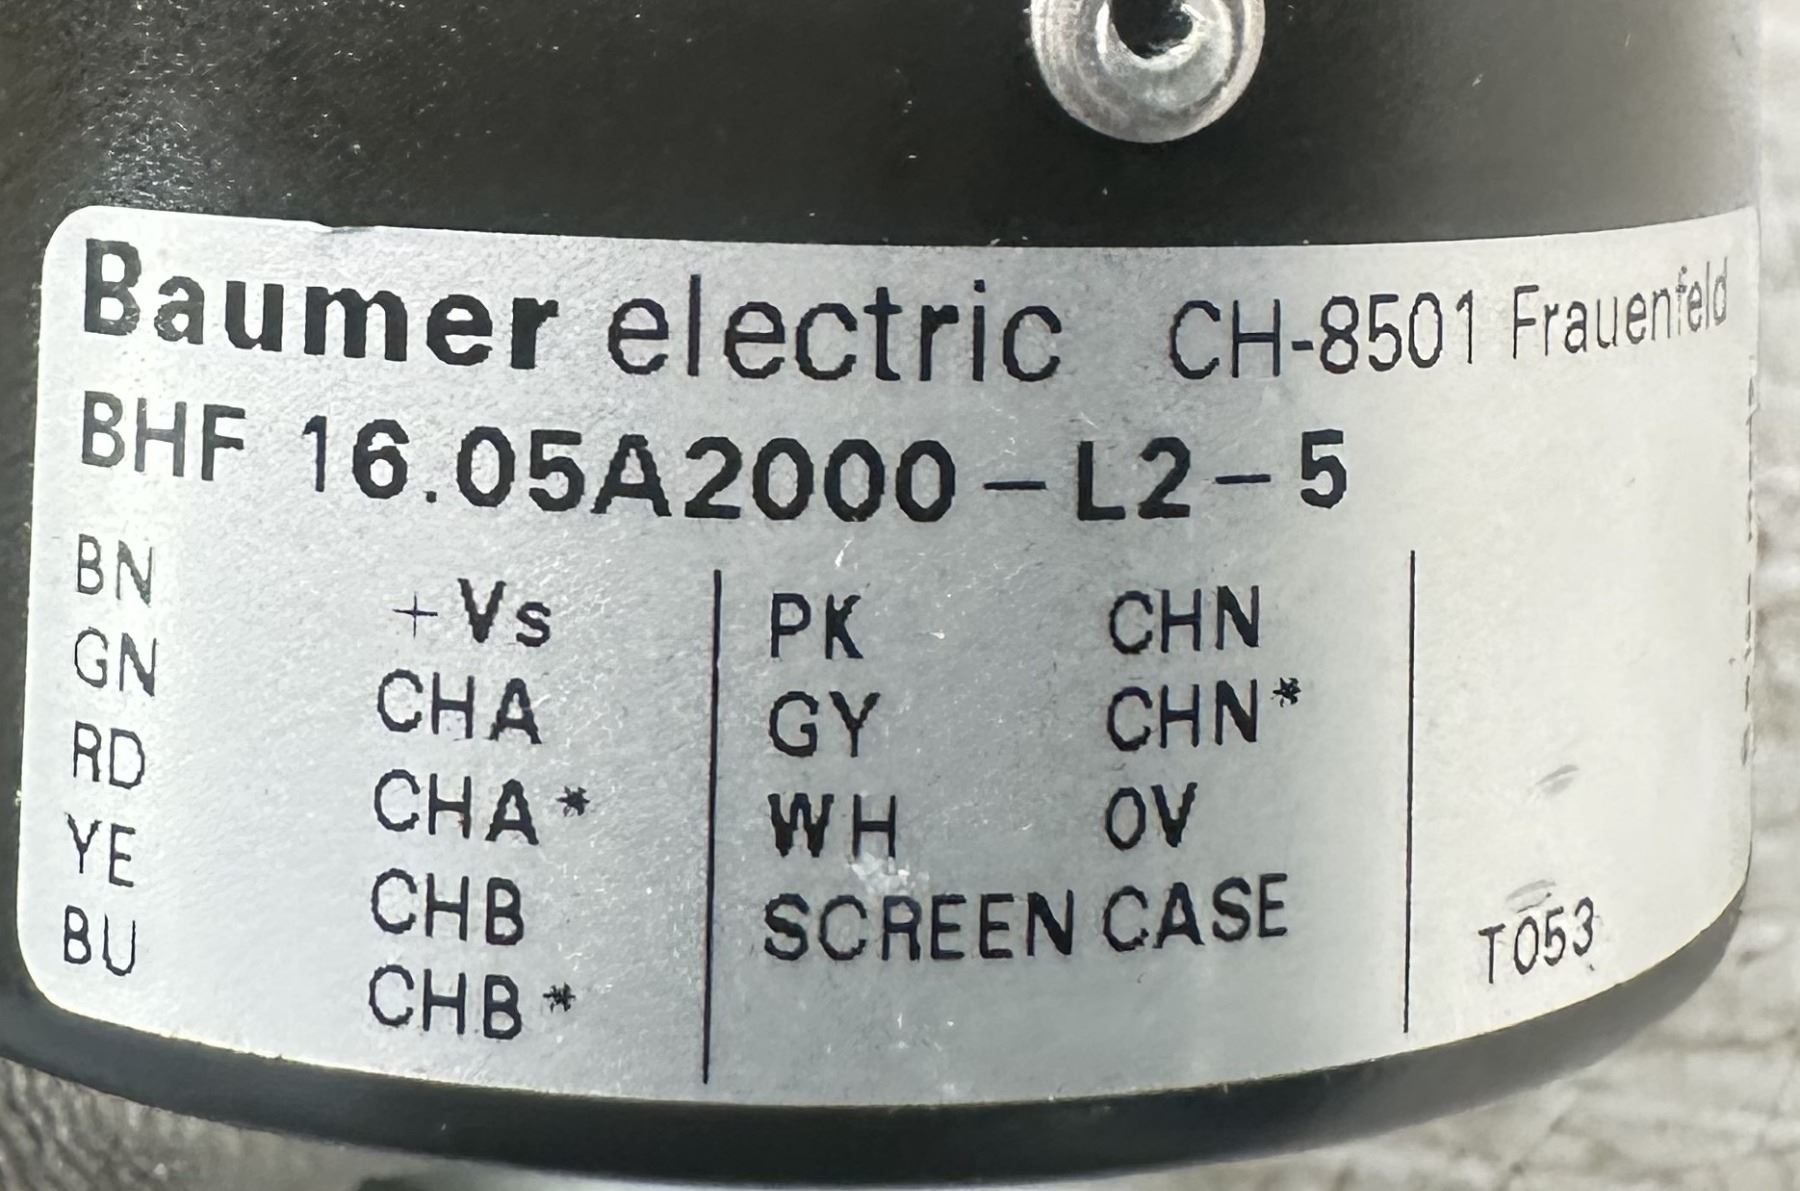 Baumer electric CH-8501 Frauenfeld
BHF 16.05A2000-L2-5
BN +Vs PK CHN
GN CHA GY CHN*
RD CHA* WH 0V
YE CHB SCREEN CASE
BU CHB* T053